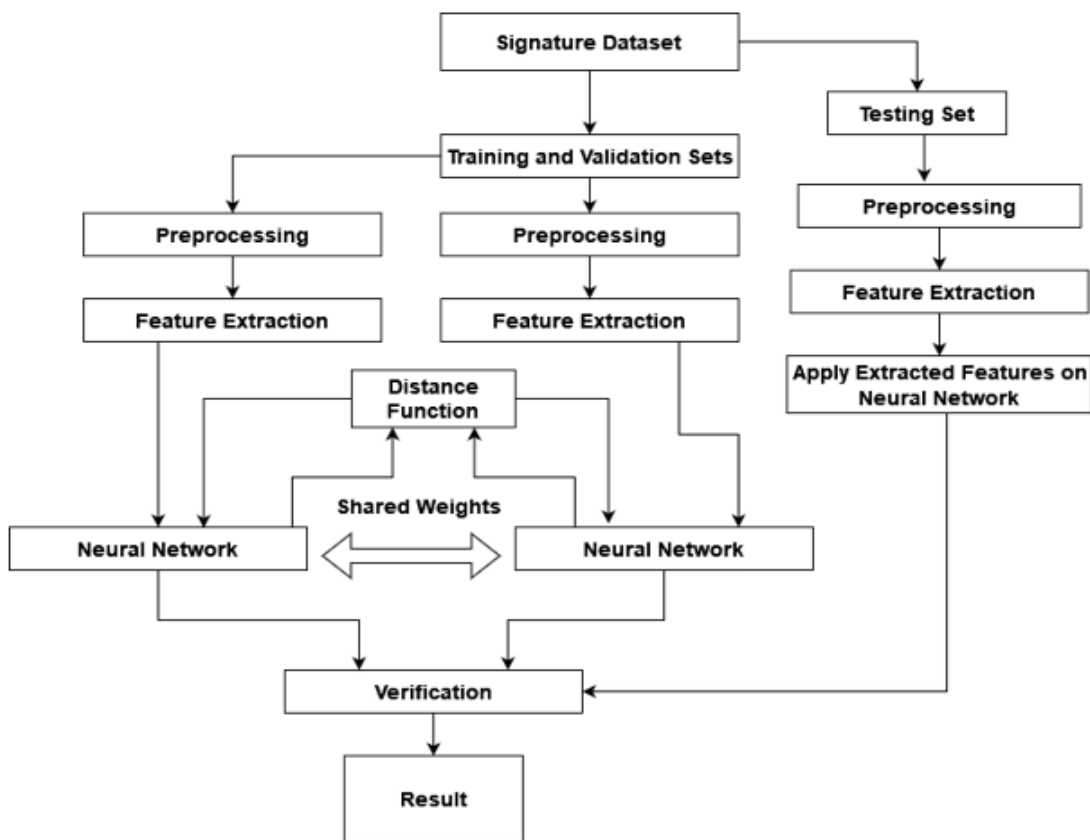 Signature Dataset
Testing Set
Training and Validation Sets
Preprocessing
Preprocessing
Preprocessing
Feature Extraction
Feature Extraction
Feature Extraction
Distance
Function
Apply Extracted Features on
Neural Network
Shared Weights
Neural Network
Neural Network
Verification
Result